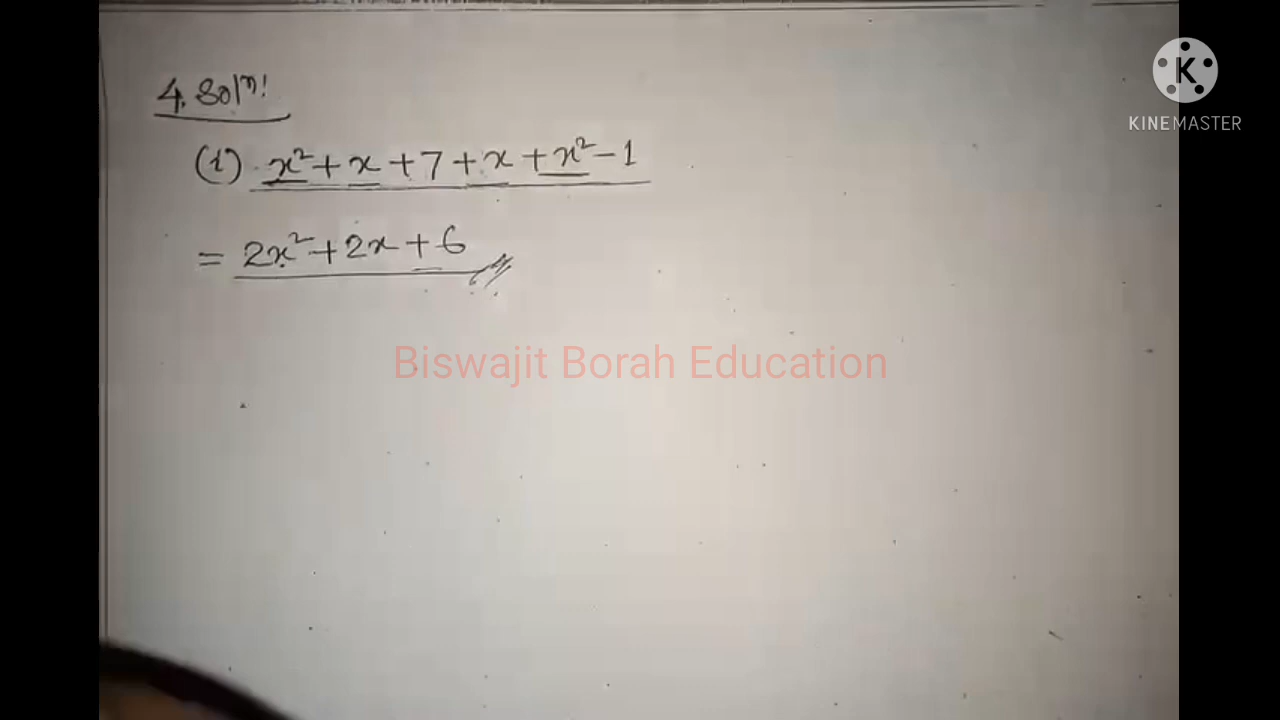 4. Solⁿ!
(i) x² + x + 7 + x + x² - 1
= 2x² + 2x + 6
Biswajit Borah Education
K
KINEMASTER